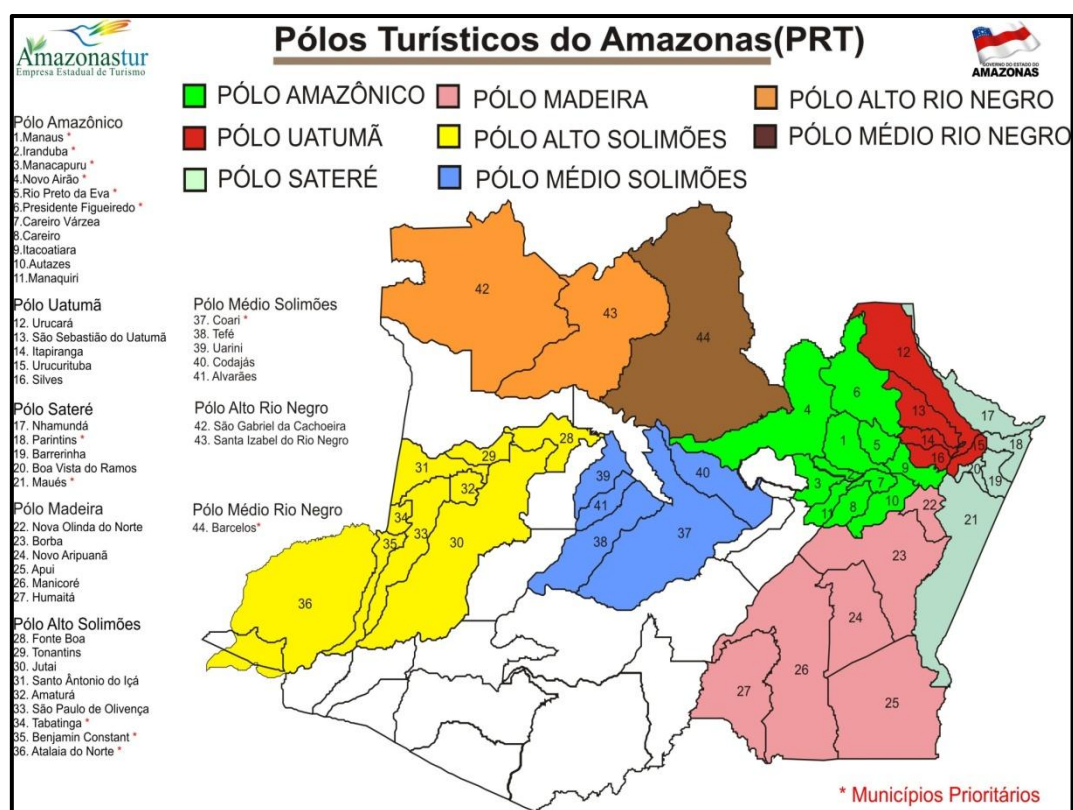 Amazonastur
Empresa Estadual de Turismo
Pólos Turísticos do Amazonas(PRT)
GOVERNO DO ESTADO DO
AMAZONAS
PÓLO AMAZÔNICO
PÓLO MADEIRA
PÓLO ALTO RIO NEGRO
PÓLO UATUMÃ
PÓLO ALTO SOLIMÕES
PÓLO MÉDIO RIO NEGRO
PÓLO SATERÉ
PÓLO MÉDIO SOLIMÕES
Pólo Amazônico
1.Manaus *
2.Iranduba *
3.Manacapuru *
4.Novo Airão *
5.Rio Preto da Eva *
6.Presidente Figueiredo *
7.Careiro Várzea
8.Careiro
9.Itacoatiara
10.Autazes
11.Manaquiri
Pólo Uatumã
12. Urucará
13. São Sebastião do Uatumã
14. Itapiranga
15. Urucurituba
16. Silves
Pólo Sateré
17. Nhamundá
18. Parintins *
19. Barrerinha
20. Boa Vista do Ramos
21. Maués *
Pólo Madeira
22. Nova Olinda do Norte
23. Borba
24. Novo Aripuanã
25. Apui
26. Manicoré
27. Humaitá
Pólo Alto Solimões
28. Fonte Boa
29. Tonantins
30. Jutai
31. Santo Ântonio do Içá
32. Amaturá
33. São Paulo de Olivença
34. Tabatinga *
35. Benjamin Constant *
36. Atalaia do Norte *
Pólo Médio Solimões
37. Coari *
38. Tefé
39. Uarini
40. Codajás
41. Alvarães
Pólo Alto Rio Negro
42. São Gabriel da Cachoeira
43. Santa Izabel do Rio Negro
Pólo Médio Rio Negro
44. Barcelos*
42
43
44
12
6
4
17
13
1
5
14
15
18
16
28
29
31
32
9
20
19
40
39
2
3
7
41
11
8
10
22
21
34
33
35
30
38
37
23
36
24
26
27
25
* Municípios Prioritários